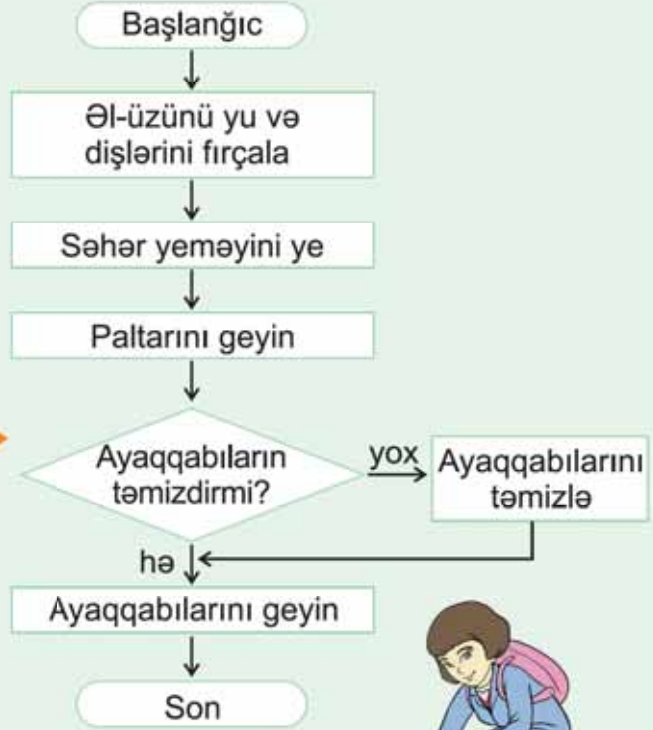 Başlanğıc
Əl-üzünü yu və
dişlərini fırçala
Səhər yeməyini ye
Paltarını geyin
Ayaqqabıların
təmizdirmi?
yox
Ayaqqabılarını
təmizlə
hə
Ayaqqabılarını geyin
Son